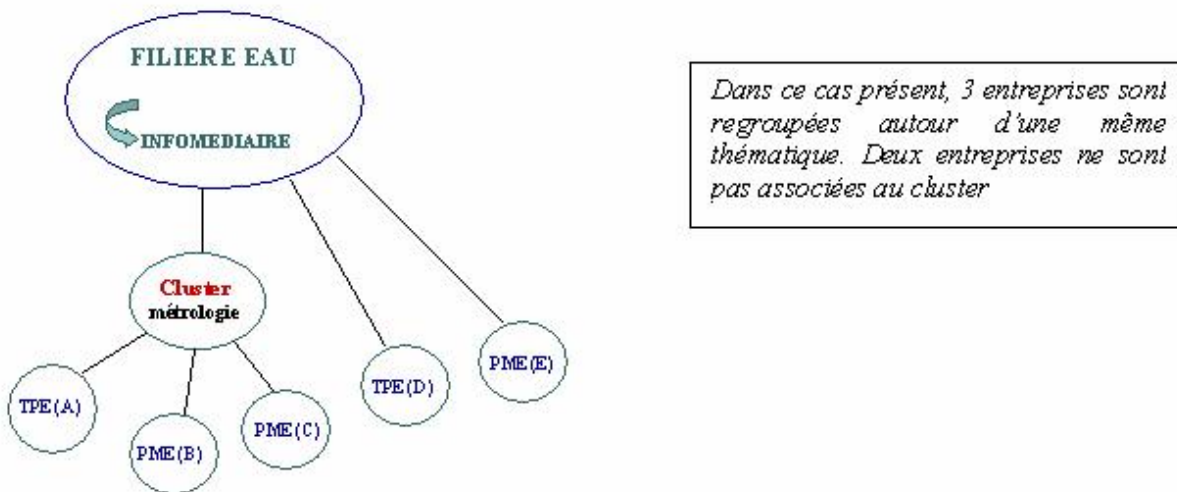 FILIERE EAU
INFOMEDIAIRE
Cluster
métrologie
TPE(A)
PME(B)
PME(C)
TPE(D)
PME(E)
Dans ce cas présent, 3 entreprises sont
regroupées autour d'une même
thématique. Deux entreprises ne sont
pas associées au cluster